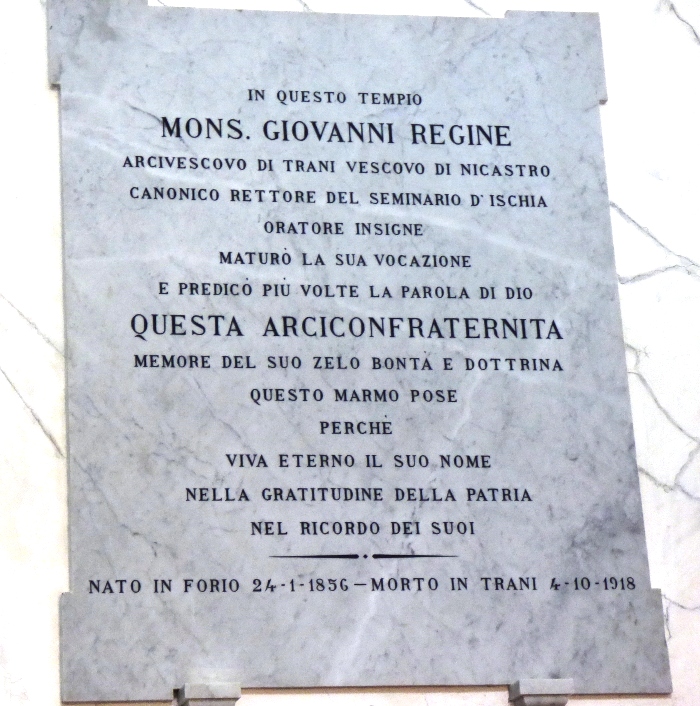 IN QUESTO TEMPIO
MONS. GIOVANNI REGINE
ARCIVESCOVO DI TRANI VESCOVO DI NICASTRO
CANONICO RETTORE DEL SEMINARIO D'ISCHIA
ORATORE INSIGNE
MATURÒ LA SUA VOCAZIONE
E PREDICÒ PIÙ VOLTE LA PAROLA DI DIO
QUESTA ARCICONFRATERNITA
MEMORE DEL SUO ZELO BONTÀ E DOTTRINA
QUESTO MARMO POSE
PERCHÈ
VIVA ETERNO IL SUO NOME
NELLA GRATITUDINE DELLA PATRIA
NEL RICORDO DEI SUOI
NATO IN FORIO 24-1-1856 — MORTO IN TRANI 4-10-1918